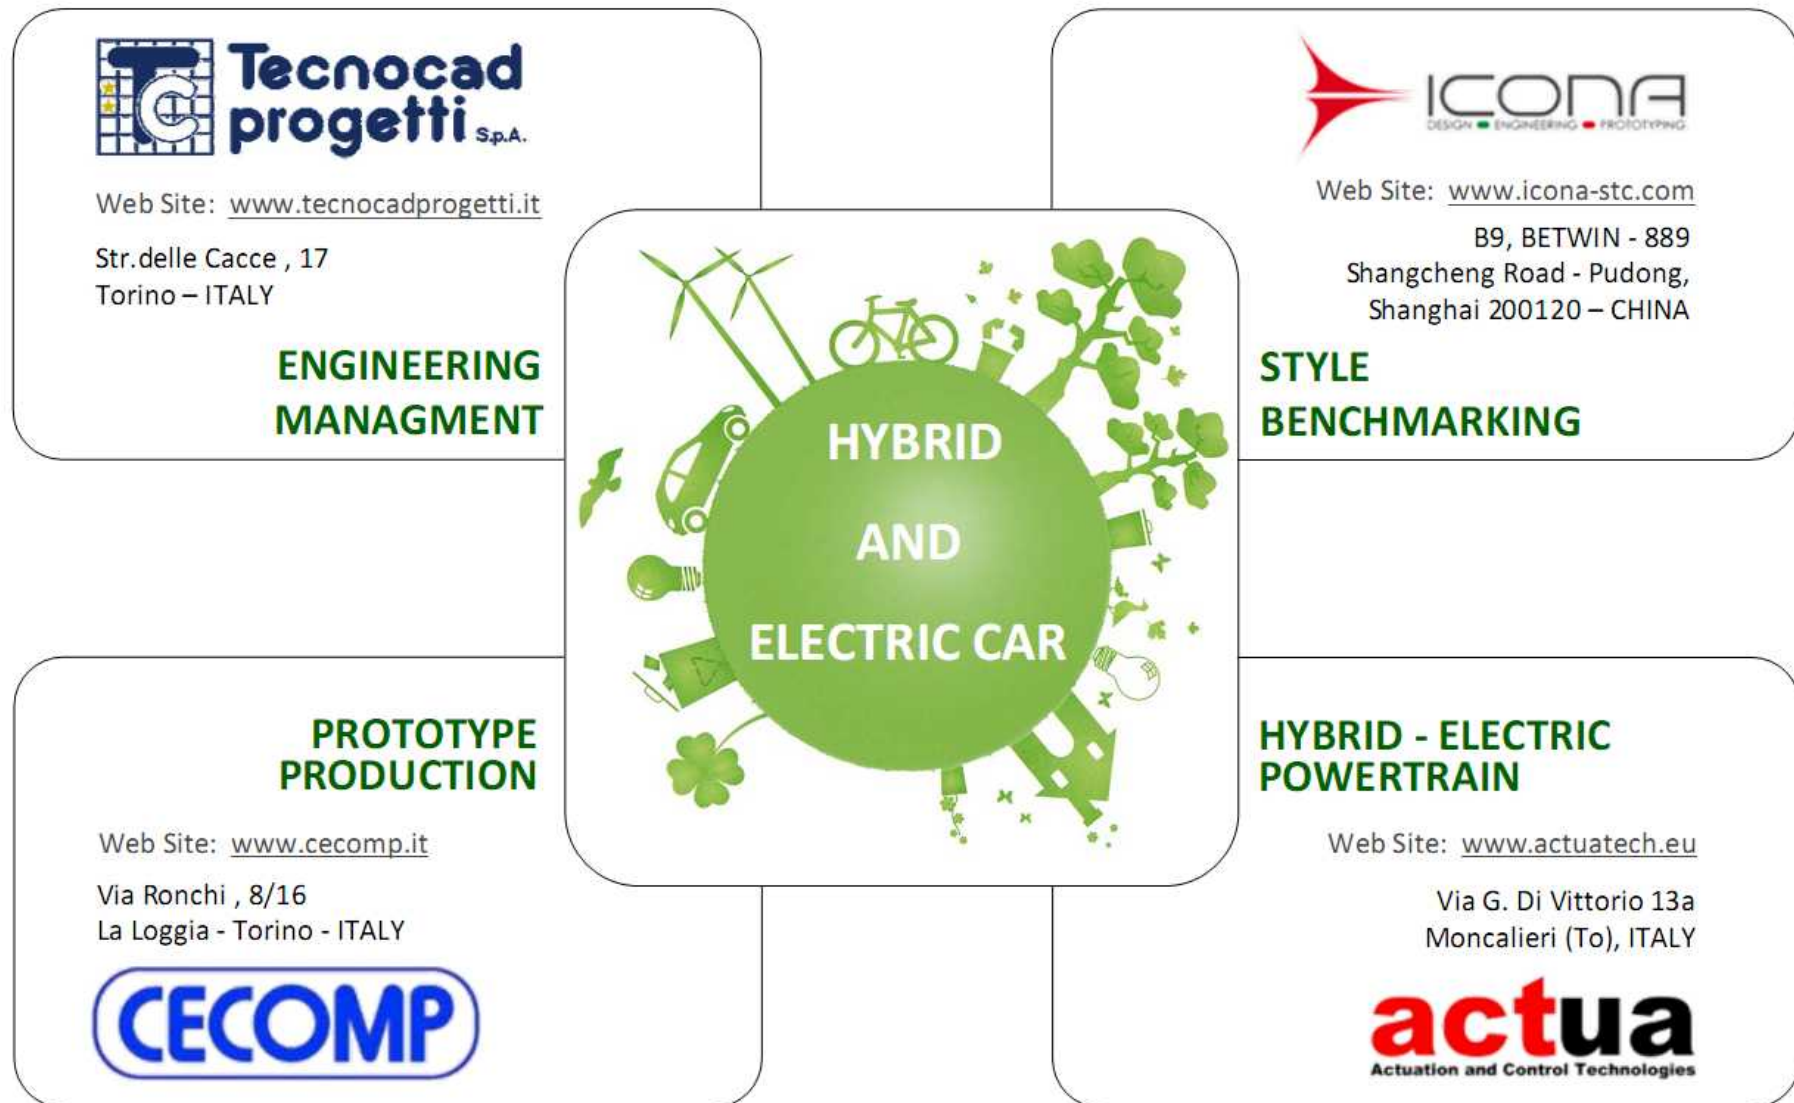 Tecnocad
progetti S.p.A.
Web Site: www.tecnocadprogetti.it
Str.delle Cacce , 17
Torino – ITALY
ENGINEERING
MANAGMENT
ICONA
DESIGN ENGINEERING PROTOTYPING
Web Site: www.icona-stc.com
B9, BETWIN - 889
Shangcheng Road - Pudong,
Shanghai 200120 – CHINA
STYLE
BENCHMARKING
HYBRID
AND
ELECTRIC CAR
PROTOTYPE
PRODUCTION
Web Site: www.cecomp.it
Via Ronchi , 8/16
La Loggia - Torino - ITALY
CECOMP
HYBRID - ELECTRIC
POWERTRAIN
Web Site: www.actuatech.eu
Via G. Di Vittorio 13a
Moncalieri (To), ITALY
actua
Actuation and Control Technologies